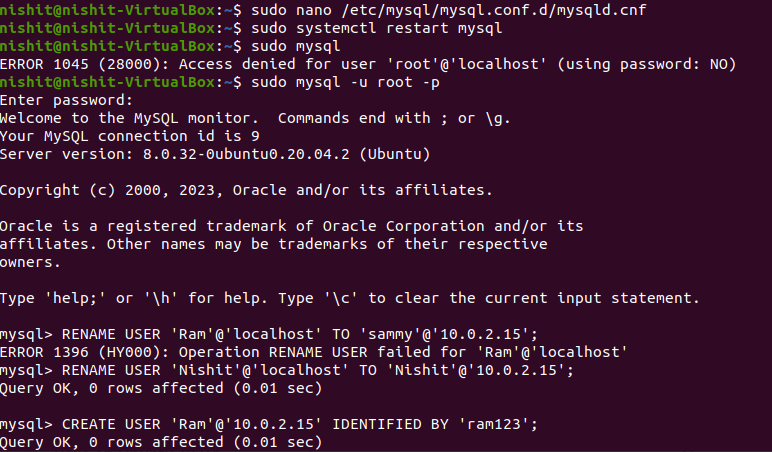 nishit@nishit-VirtualBox:~$ sudo nano /etc/mysql/mysql.conf.d/mysqld.cnf
nishit@nishit-VirtualBox:~$ sudo systemctl restart mysql
nishit@nishit-VirtualBox:~$ sudo mysql
ERROR 1045 (28000): Access denied for user 'root'@'localhost' (using password: NO)
nishit@nishit-VirtualBox:~$ sudo mysql -u root -p
Enter password:
Welcome to the MySQL monitor.  Commands end with ; or \g.
Your MySQL connection id is 9
Server version: 8.0.32-0ubuntu0.20.04.2 (Ubuntu)

Copyright (c) 2000, 2023, Oracle and/or its affiliates.

Oracle is a registered trademark of Oracle Corporation and/or its
affiliates. Other names may be trademarks of their respective
owners.

Type 'help;' or '\h' for help. Type '\c' to clear the current input statement.

mysql> RENAME USER 'Ram'@'localhost' TO 'sammy'@'10.0.2.15';
ERROR 1396 (HY000): Operation RENAME USER failed for 'Ram'@'localhost'
mysql> RENAME USER 'Nishit'@'localhost' TO 'Nishit'@'10.0.2.15';
Query OK, 0 rows affected (0.01 sec)

mysql> CREATE USER 'Ram'@'10.0.2.15' IDENTIFIED BY 'ram123';
Query OK, 0 rows affected (0.01 sec)